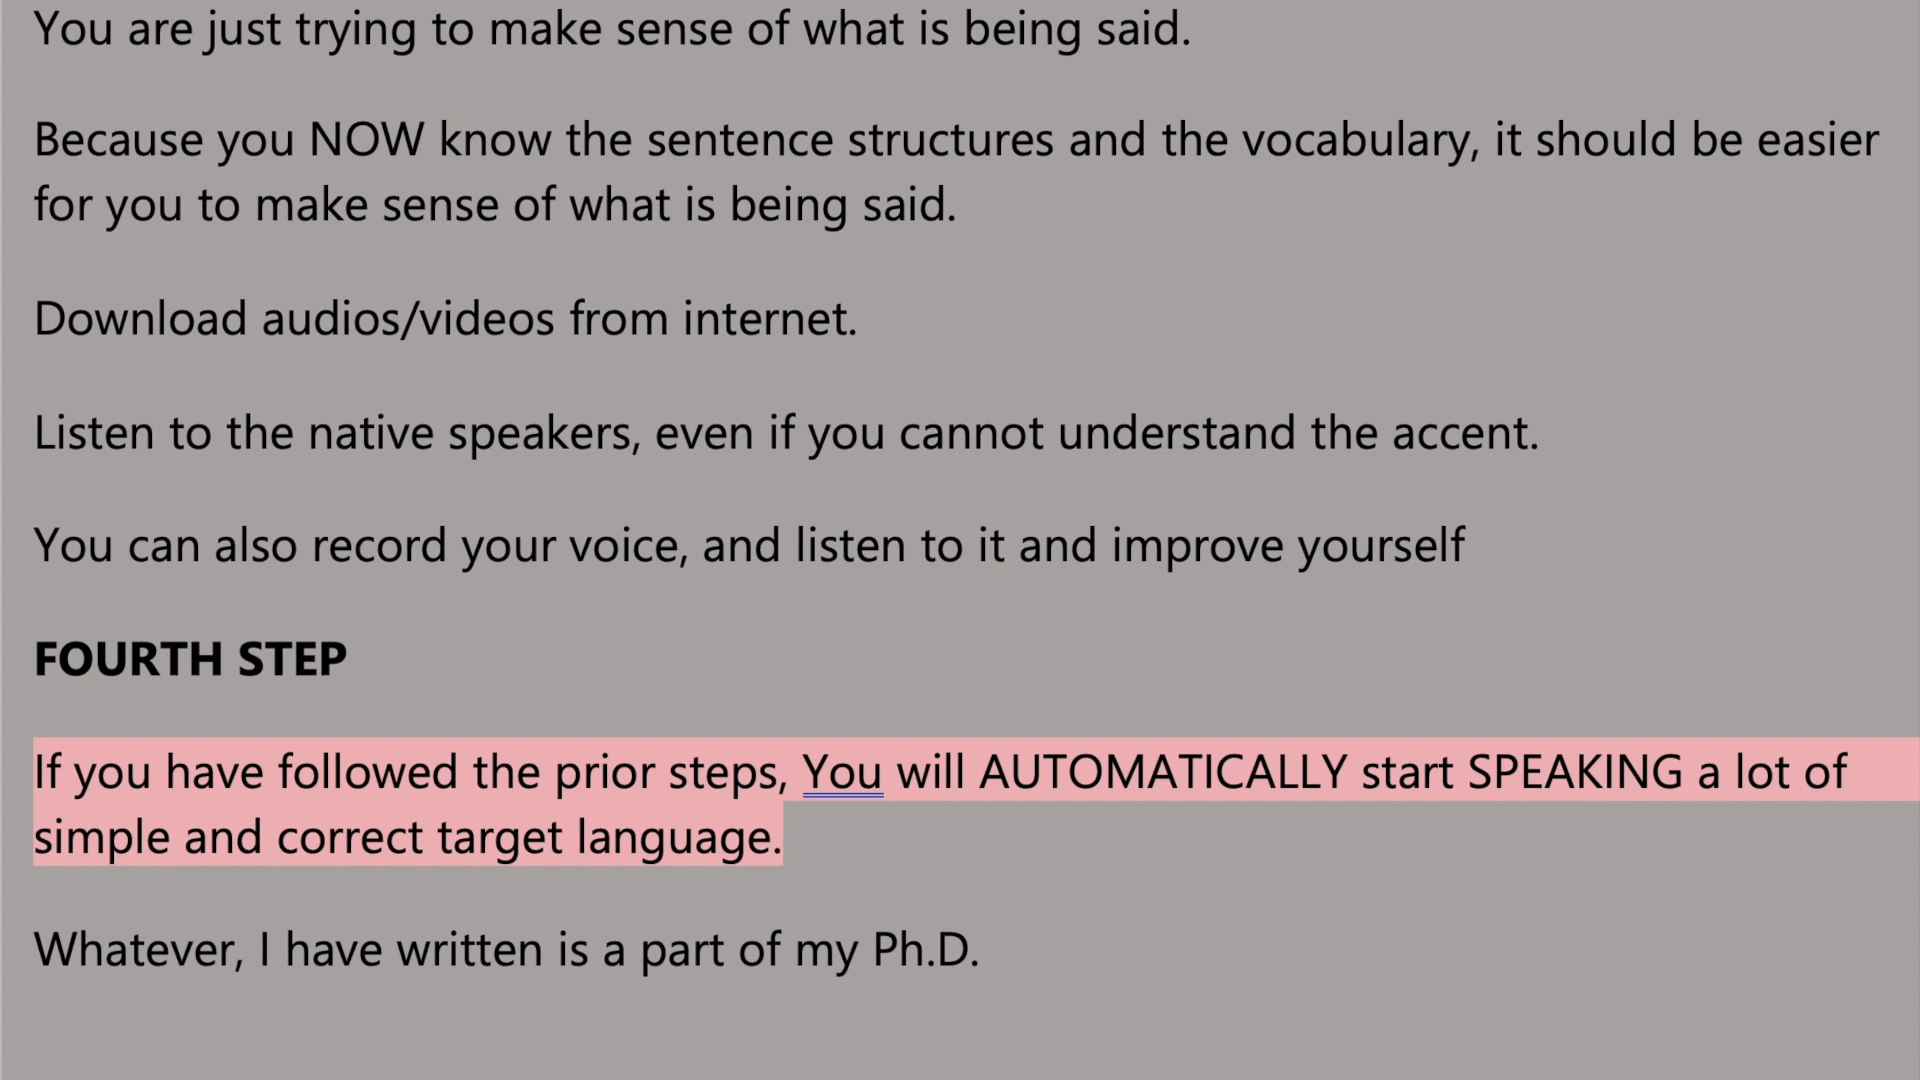 You are just trying to make sense of what is being said.
Because you NOW know the sentence structures and the vocabulary, it should be easier
for you to make sense of what is being said.
Download audios/videos from internet.
Listen to the native speakers, even if you cannot understand the accent.
You can also record your voice, and listen to it and improve yourself
FOURTH STEP
If you have followed the prior steps, You will AUTOMATICALLY start SPEAKING a lot of
simple and correct target language.
Whatever, I have written is a part of my Ph.D.